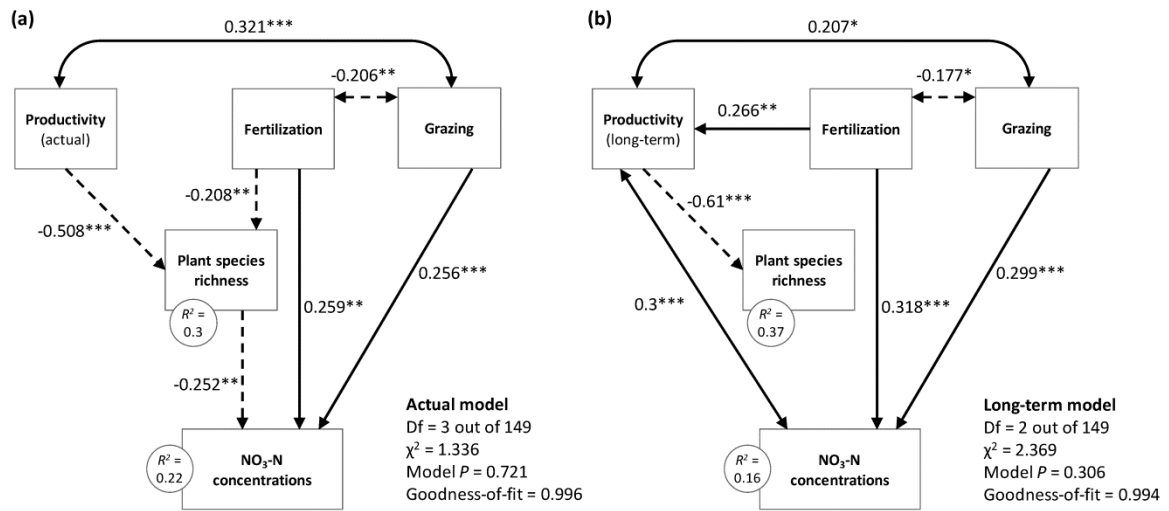 (a)
0.321***
-0.206**
Productivity
(actual)
Fertilization
Grazing
-0.208**
-0.508***
Plant species
richness
R² =
0.3
0.256***
0.259**
-0.252**
R² =
0.22
NO₃-N
concentrations
Actual model
Df = 3 out of 149
χ² = 1.336
Model P = 0.721
Goodness-of-fit = 0.996
(b)
0.207*
-0.177*
0.266**
Productivity
(long-term)
Fertilization
Grazing
-0.61***
Plant species
richness
R² =
0.37
0.299***
0.3***
0.318***
R² =
0.16
NO₃-N
concentrations
Long-term model
Df = 2 out of 149
χ² = 2.369
Model P = 0.306
Goodness-of-fit = 0.994